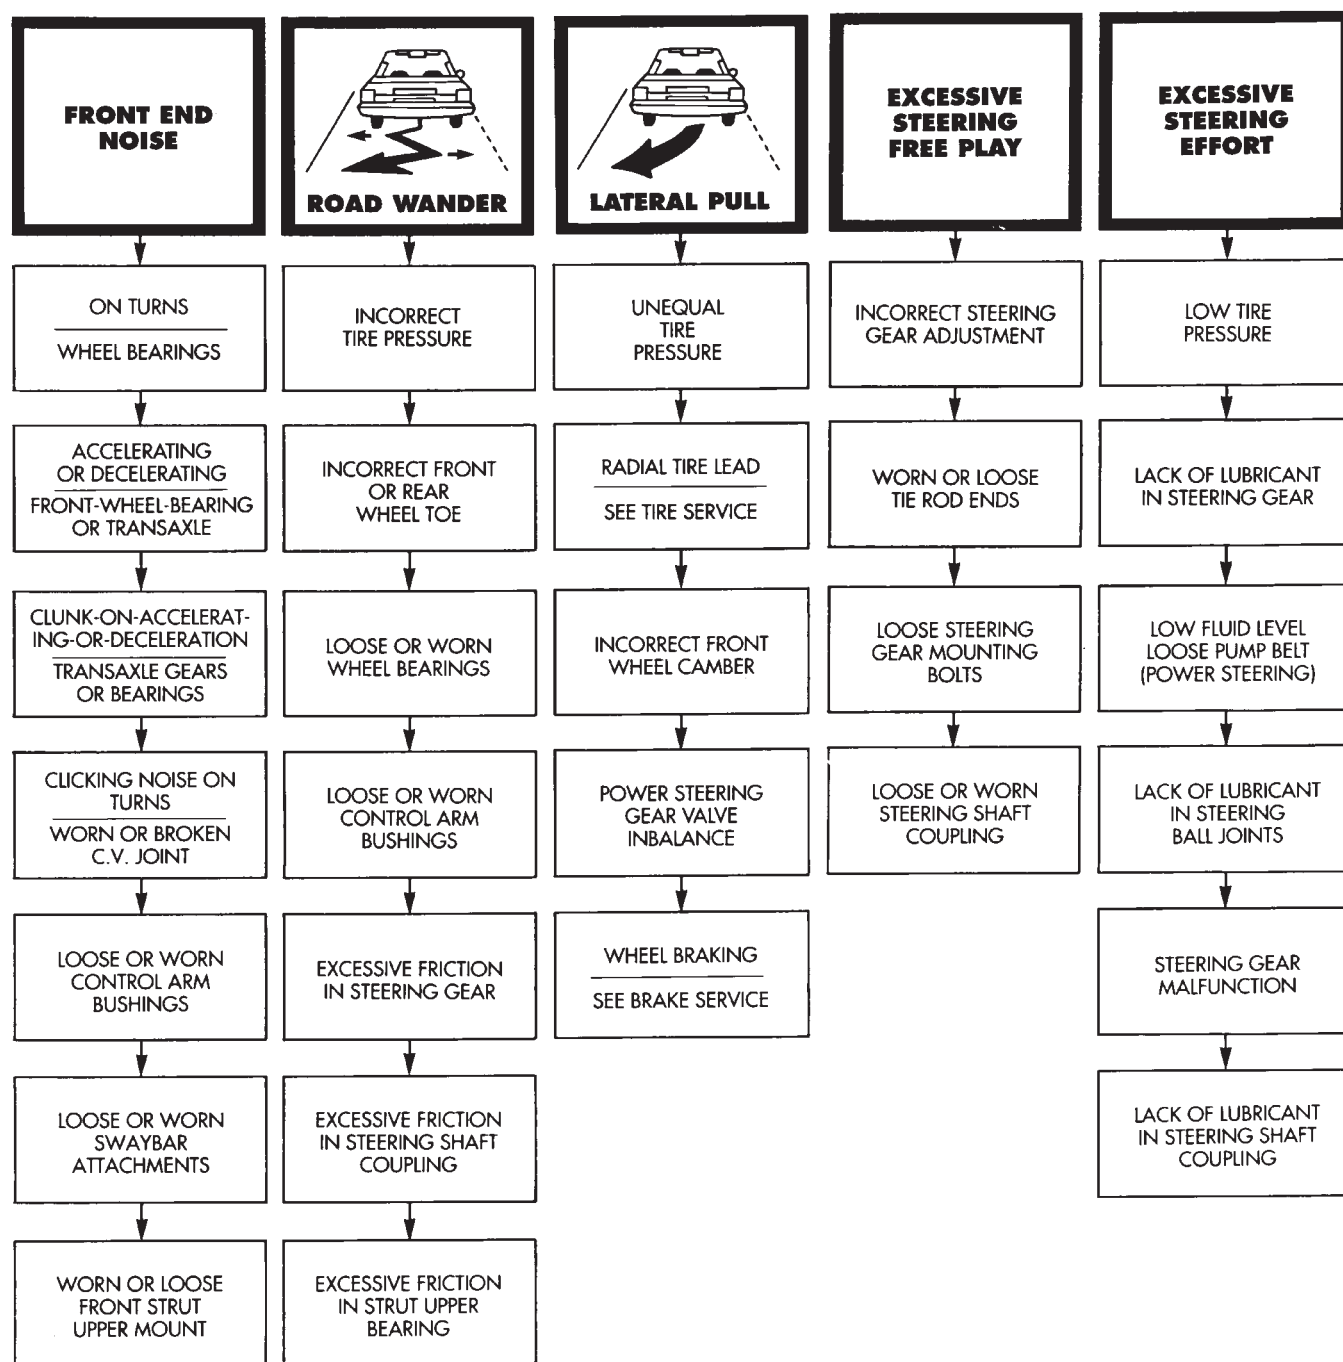 FRONT END
NOISE
ON TURNS
WHEEL BEARINGS
ACCELERATING
OR DECELERATING
FRONT-WHEEL-BEARING
OR TRANSAXLE
CLUNK-ON-ACCELERAT-
ING-OR-DECELERATION
TRANSAXLE GEARS
OR BEARINGS
CLICKING NOISE ON
TURNS
WORN OR BROKEN
C.V. JOINT
LOOSE OR WORN
CONTROL ARM
BUSHINGS
LOOSE OR WORN
SWAYBAR
ATTACHMENTS
WORN OR LOOSE
FRONT STRUT
UPPER MOUNT
ROAD WANDER
INCORRECT
TIRE PRESSURE
INCORRECT FRONT
OR REAR
WHEEL TOE
LOOSE OR WORN
WHEEL BEARINGS
LOOSE OR WORN
CONTROL ARM
BUSHINGS
EXCESSIVE FRICTION
IN STEERING GEAR
EXCESSIVE FRICTION
IN STEERING SHAFT
COUPLING
EXCESSIVE FRICTION
IN STRUT UPPER
BEARING
LATERAL PULL
UNEQUAL
TIRE
PRESSURE
RADIAL TIRE LEAD
SEE TIRE SERVICE
INCORRECT FRONT
WHEEL CAMBER
POWER STEERING
GEAR VALVE
INBALANCE
WHEEL BRAKING
SEE BRAKE SERVICE
EXCESSIVE
STEERING
FREE PLAY
INCORRECT STEERING
GEAR ADJUSTMENT
WORN OR LOOSE
TIE ROD ENDS
LOOSE STEERING
GEAR MOUNTING
BOLTS
LOOSE OR WORN
STEERING SHAFT
COUPLING
EXCESSIVE
STEERING
EFFORT
LOW TIRE
PRESSURE
LACK OF LUBRICANT
IN STEERING GEAR
LOW FLUID LEVEL
LOOSE PUMP BELT
(POWER STEERING)
LACK OF LUBRICANT
IN STEERING
BALL JOINTS
STEERING GEAR
MALFUNCTION
LACK OF LUBRICANT
IN STEERING SHAFT
COUPLING